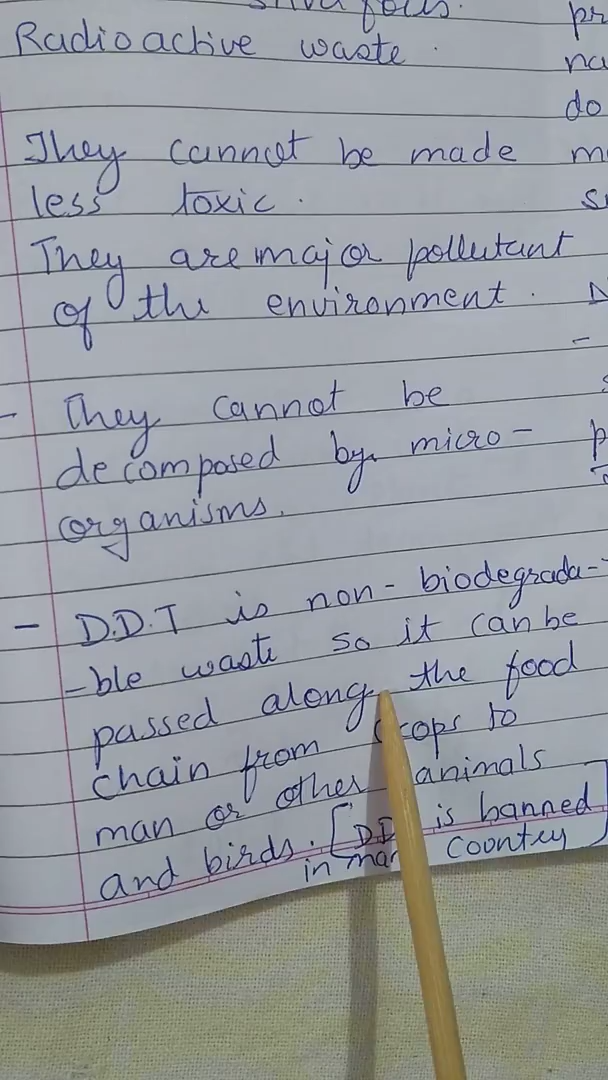 Radioactive waste.
They cannot be made
less toxic.
They are major pollutant
of the environment.
- They cannot be
decomposed by micro-
organisms.
- D.D.T is non-biodegrada-
-ble waste so it can be
passed along the food
chain from crops to
man or other animals
and birds. [DD is banned
in country]